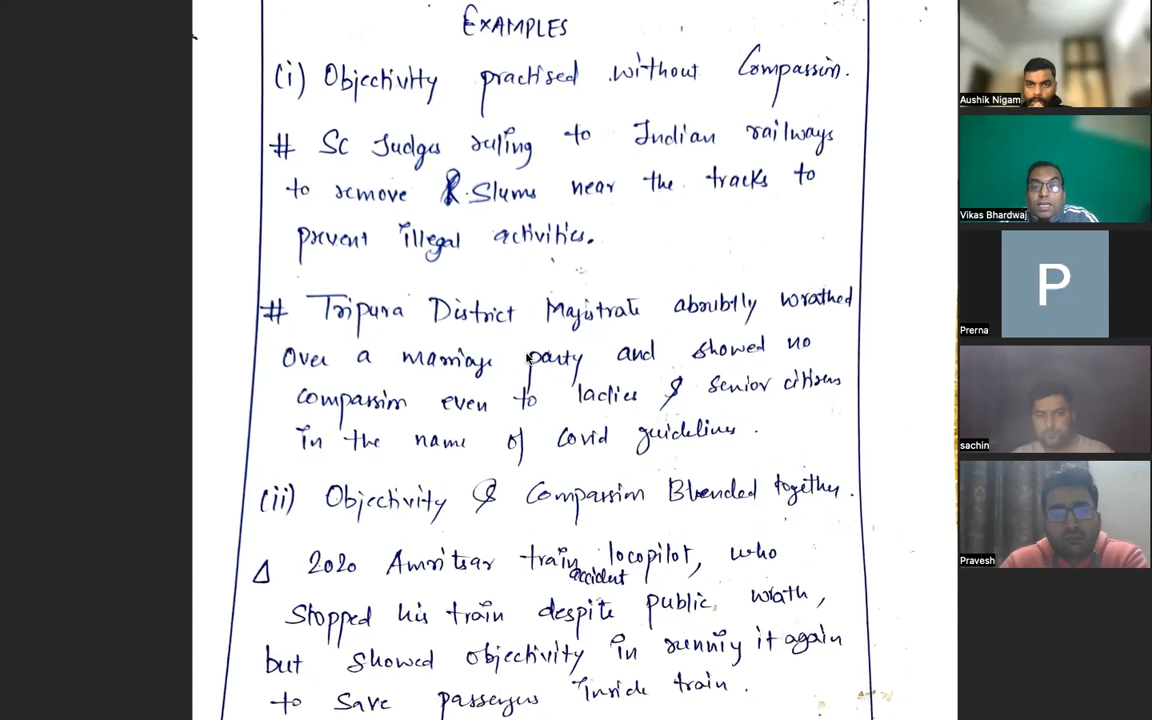 EXAMPLES
(i) Objectivity practised without Compassion.
# SC Judges ruling to Indian railways
to remove Slums near the tracks to
prevent illegal activities.
# Tripura District Majistrate abrubtly wrathed
Over a marriage party and showed no
compassion even to ladies & senior citizens
in the name of Covid guidelines.
(ii) Objectivity & Compassion Blended together.
Δ 2020 Amritsar train accident locopilot, who
stopped his train despite public wrath,
but showed objectivity in running it again
to save passengers inside train.
Aushik Nigam
Vikas Bhardwaj
P
Prerna
sachin
Pravesh